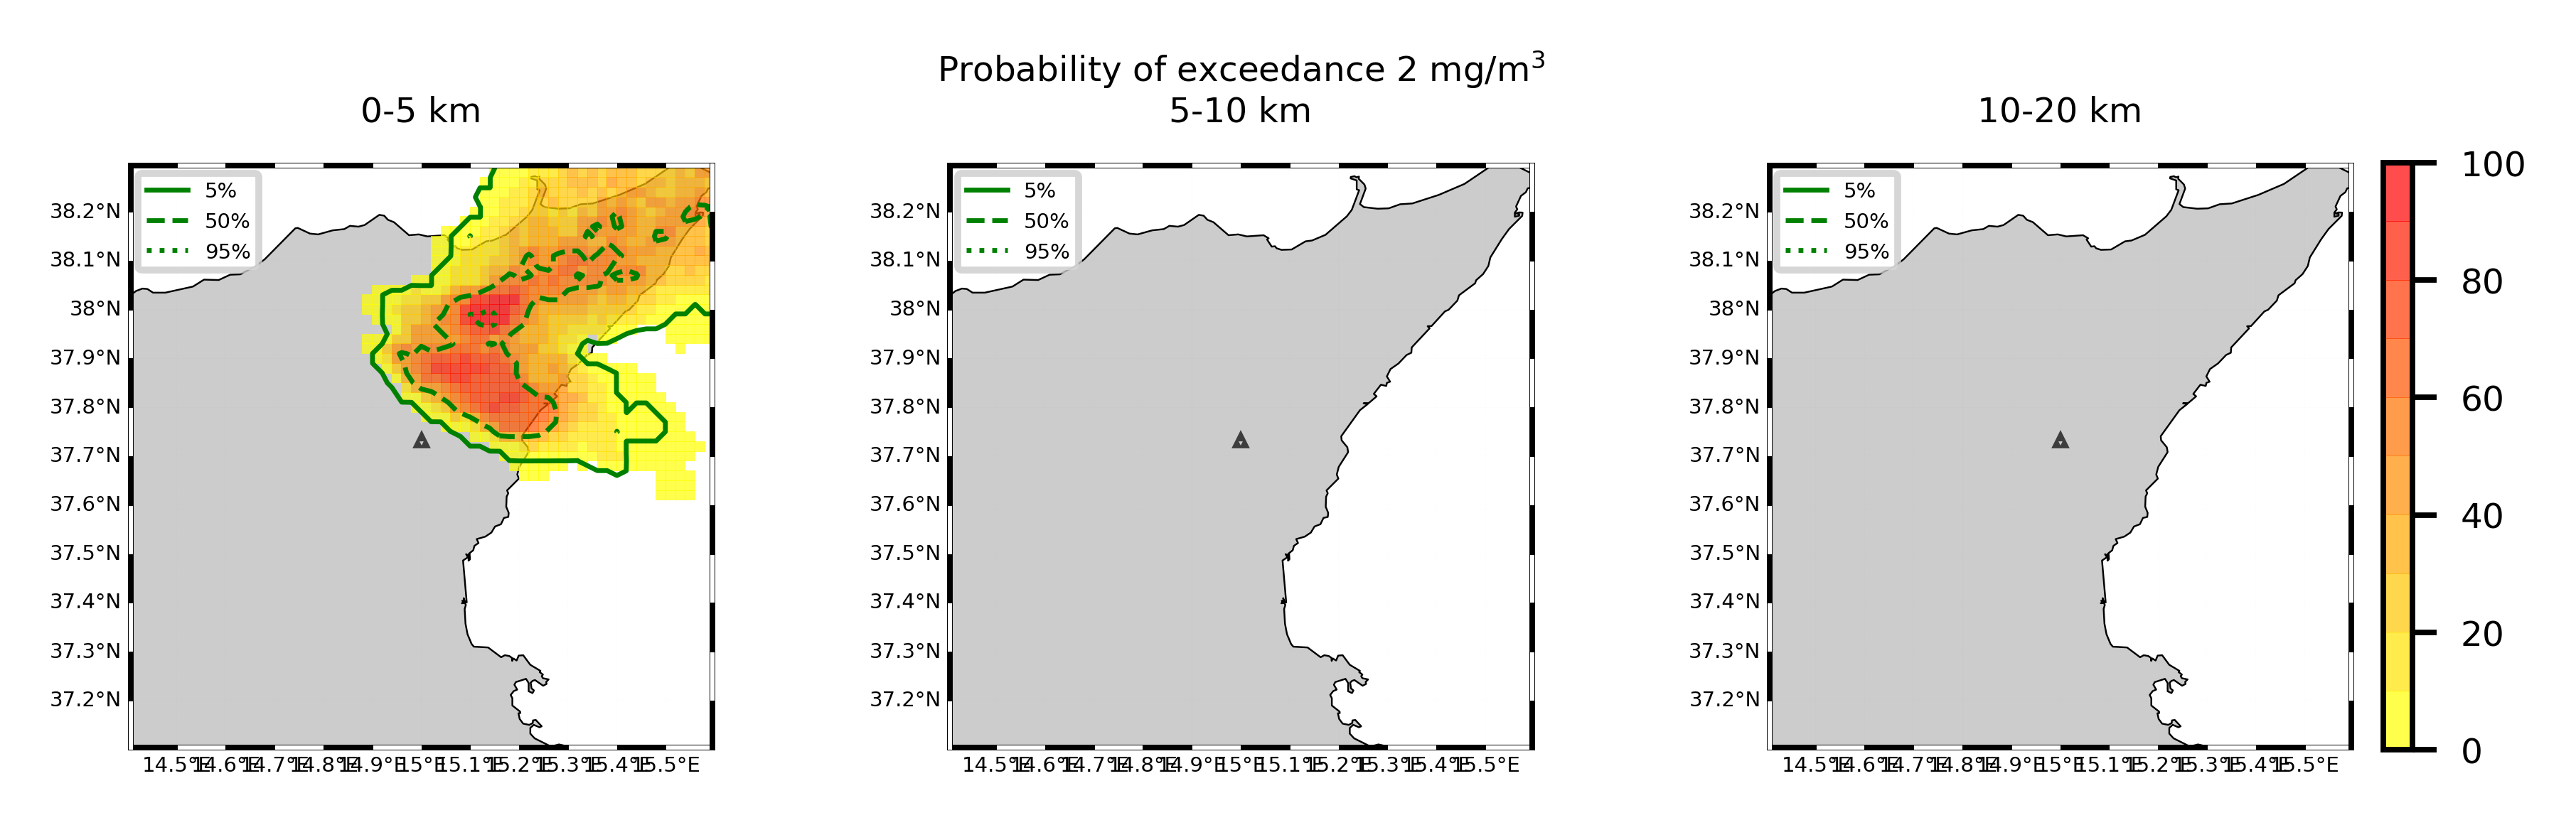 Probability of exceedance 2 mg/m³
0-5 km
5-10 km
10-20 km
5%
50%
95%
38.2°N
38.1°N
38°N
37.9°N
37.8°N
37.7°N
37.6°N
37.5°N
37.4°N
37.3°N
37.2°N
14.5°E 14.6°E 14.7°E 14.8°E 14.9°E 15°E 15.1°E 15.2°E 15.3°E 15.4°E 15.5°E
5%
50%
95%
38.2°N
38.1°N
38°N
37.9°N
37.8°N
37.7°N
37.6°N
37.5°N
37.4°N
37.3°N
37.2°N
14.5°E 14.6°E 14.7°E 14.8°E 14.9°E 15°E 15.1°E 15.2°E 15.3°E 15.4°E 15.5°E
5%
50%
95%
38.2°N
38.1°N
38°N
37.9°N
37.8°N
37.7°N
37.6°N
37.5°N
37.4°N
37.3°N
37.2°N
14.5°E 14.6°E 14.7°E 14.8°E 14.9°E 15°E 15.1°E 15.2°E 15.3°E 15.4°E 15.5°E
100
80
60
40
20
0